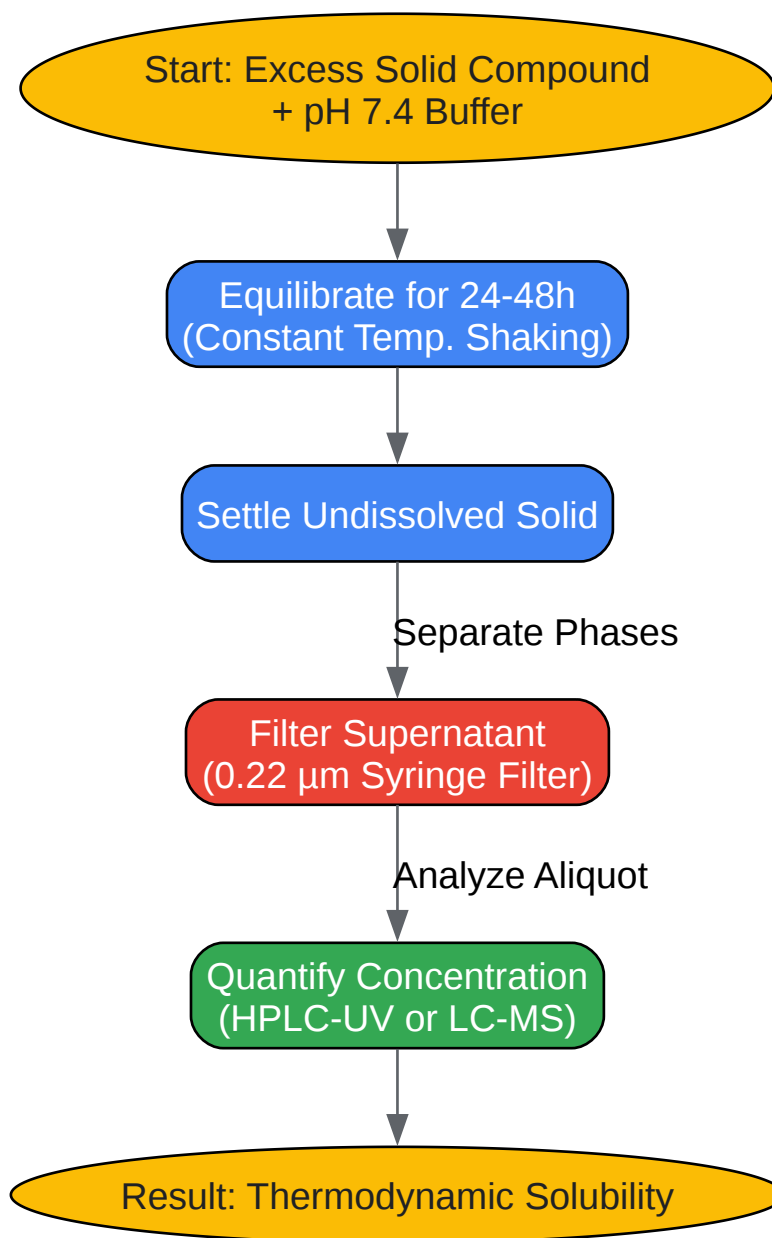 Start: Excess Solid Compound
+ pH 7.4 Buffer
Equilibrate for 24-48h
(Constant Temp. Shaking)
Settle Undissolved Solid
Separate Phases
Filter Supernatant
(0.22 µm Syringe Filter)
Analyze Aliquot
Quantify Concentration
(HPLC-UV or LC-MS)
Result: Thermodynamic Solubility